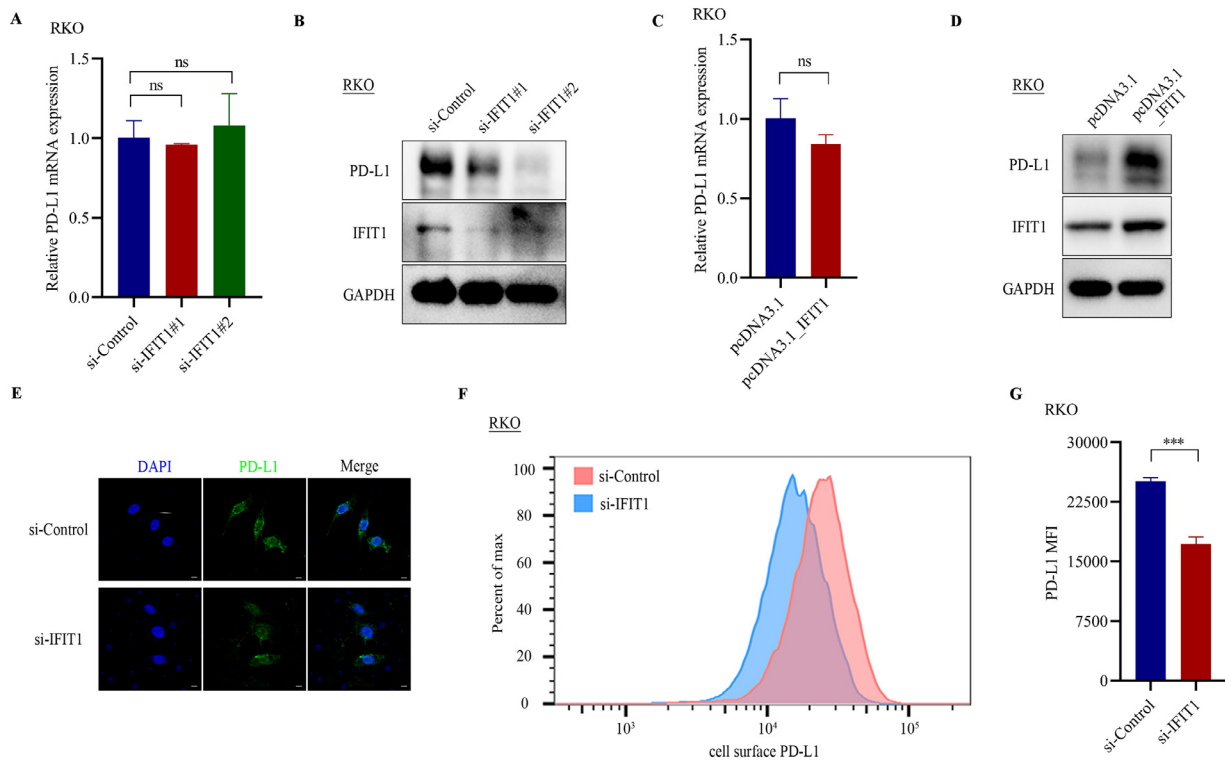 A
RKO
Relative PD-L1 mRNA expression
1.5
1.0
0.5
0.0
ns
ns
si-Control
si-IFIT1#1
si-IFIT1#2
B
RKO
si-Control
si-IFIT1#1
si-IFIT1#2
PD-L1
IFIT1
GAPDH
C
RKO
Relative PD-L1 mRNA expression
1.5
1.0
0.5
0.0
ns
pcDNA3.1
pcDNA3.1_IFIT1
D
RKO
pcDNA3.1
pcDNA3.1
_IFIT1
PD-L1
IFIT1
GAPDH
E
DAPI
PD-L1
Merge
si-Control
si-IFIT1
F
RKO
Percent of max
100
80
60
40
20
0
si-Control
si-IFIT1
10³
10⁴
10⁵
cell surface PD-L1
G
RKO
PD-L1 MFI
30000
22500
15000
7500
0
***
si-Control
si-IFIT1